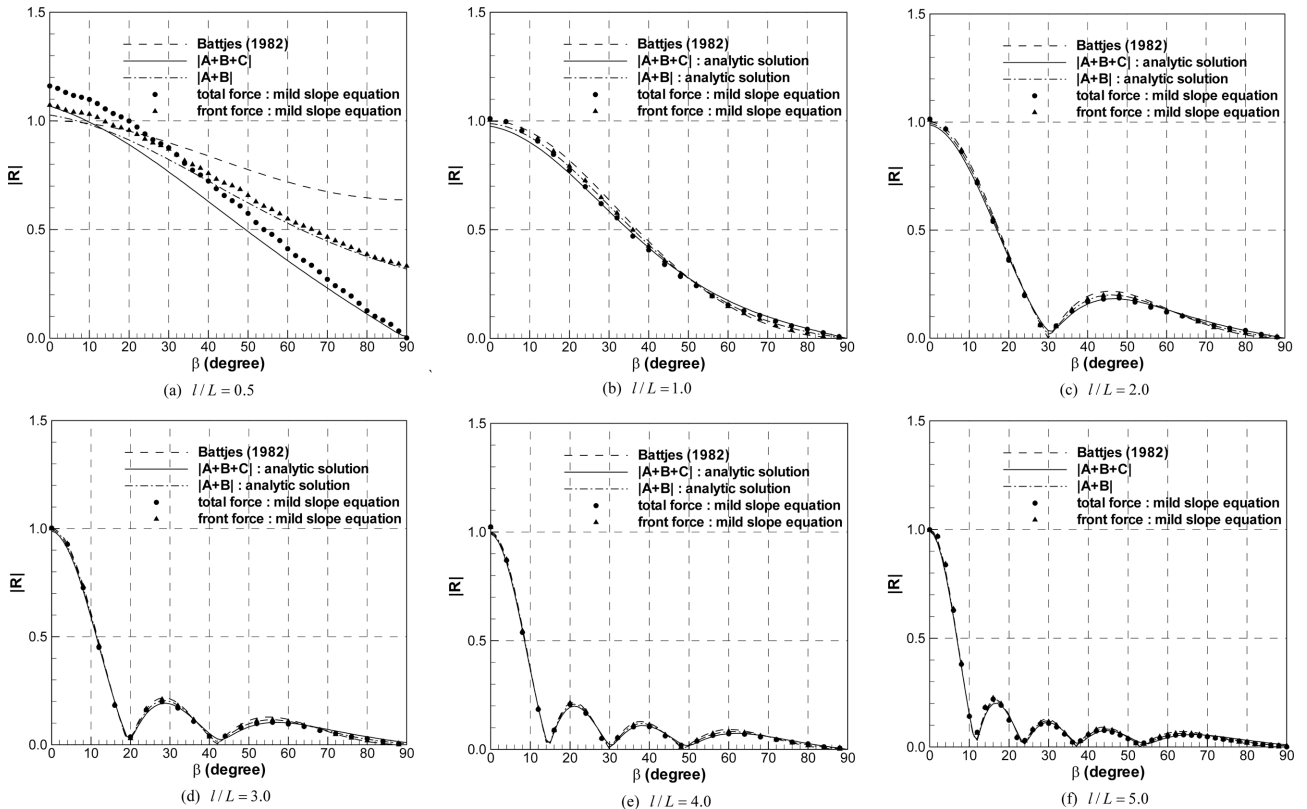 1.5
1.0
0.5
0.0
|R|
Battjes (1982)
|A+B+C|
|A+B|
total force : mild slope equation
front force : mild slope equation
0 10 20 30 40 50 60 70 80 90
β (degree)
(a) l / L = 0.5
1.5
1.0
0.5
0.0
|R|
Battjes (1982)
|A+B+C| : analytic solution
|A+B| : analytic solution
total force : mild slope equation
front force : mild slope equation
0 10 20 30 40 50 60 70 80 90
β (degree)
(b) l / L = 1.0
1.5
1.0
0.5
0.0
|R|
Battjes (1982)
|A+B+C| : analytic solution
|A+B| : analytic solution
total force : mild slope equation
front force : mild slope equation
0 10 20 30 40 50 60 70 80 90
β (degree)
(c) l / L = 2.0
1.5
1.0
0.5
0.0
|R|
Battjes (1982)
|A+B+C| : analytic solution
|A+B| : analytic solution
total force : mild slope equation
front force : mild slope equation
0 10 20 30 40 50 60 70 80 90
β (degree)
(d) l / L = 3.0
1.5
1.0
0.5
0.0
|R|
Battjes (1982)
|A+B+C| : analytic solution
|A+B| : analytic solution
total force : mild slope equation
front force : mild slope equation
0 10 20 30 40 50 60 70 80 90
β (degree)
(e) l / L = 4.0
1.5
1.0
0.5
0.0
|R|
Battjes (1982)
|A+B+C|
|A+B|
total force : mild slope equation
front force : mild slope equation
0 10 20 30 40 50 60 70 80 90
β (degree)
(f) l / L = 5.0